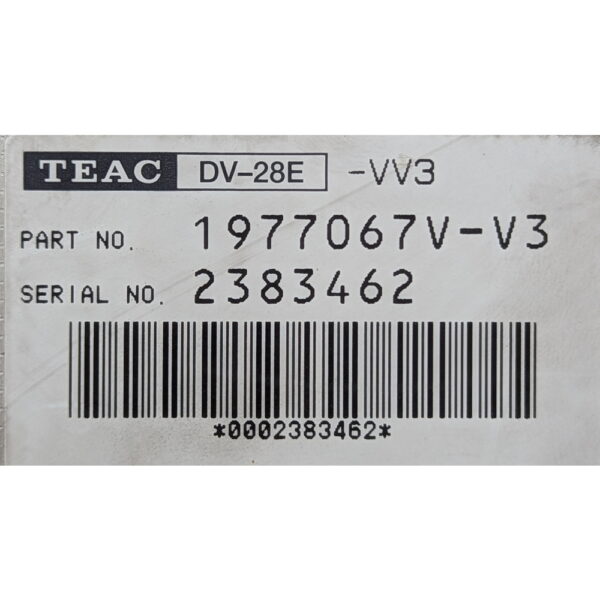 TEAC DV-28E -VV3
PART NO. 1977067V-V3
SERIAL NO. 2383462
*0002383462*